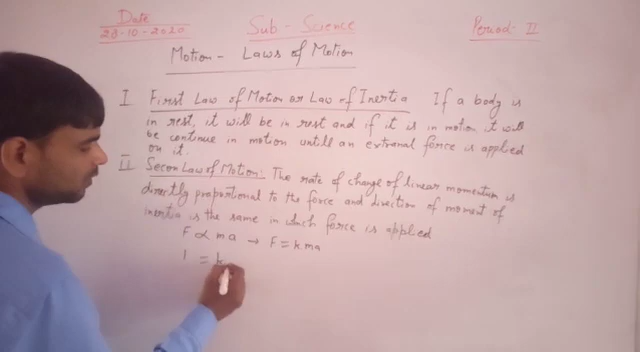 Date Sub - Science Period - II
28-10-2020
Motion - Laws of Motion
I First Law of Motion or Law of Inertia If a body is
in rest, it will be in rest and if it is in motion it will
be continue in motion untill an extranal force is applied
on it.
II Secon Law of Motion: The rate of change of linear momentum is
directly proportional to the force and direction of moment of
inertia is the same in which force is applied
F ∝ ma → F = k ma
1 = k